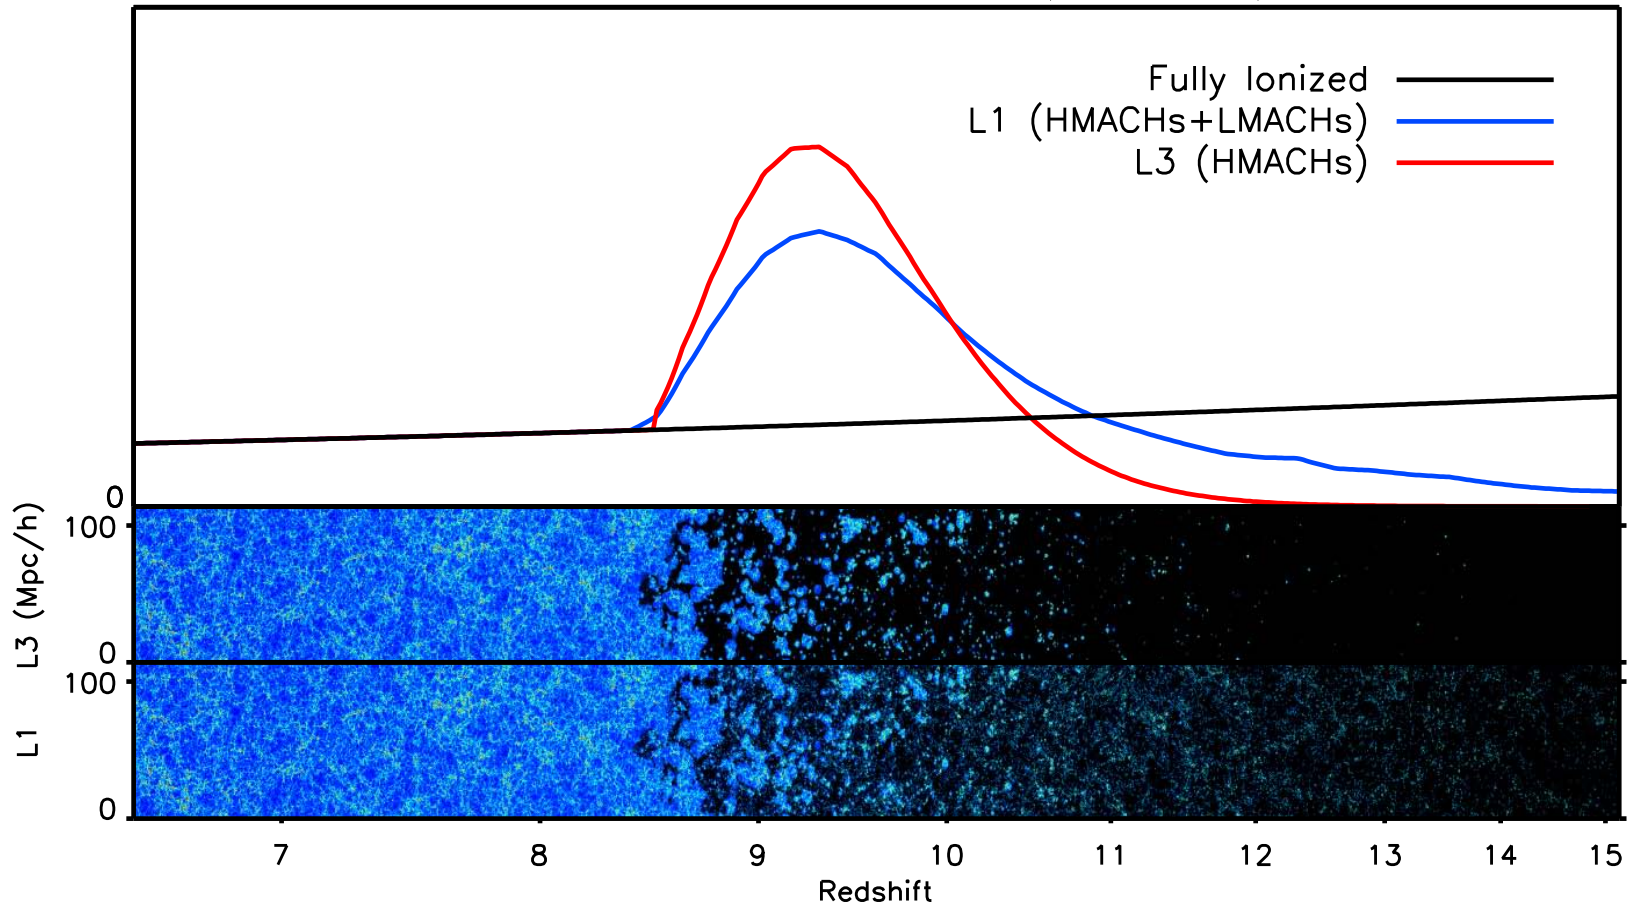 Fully Ionized
L1 (HMACHs+LMACHs)
L3 (HMACHs)
0
100
L3 (Mpc/h)
0
100
L1
0
7 8 9 10 11 12 13 14 15
Redshift